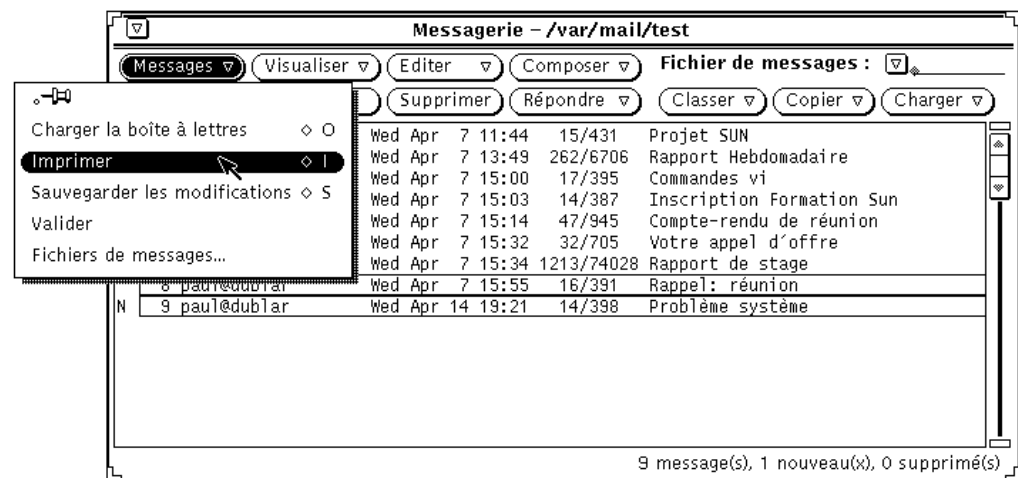 Messagerie – /var/mail/test
Messages Visualiser Editer Composer Fichier de messages :
Supprimer Répondre Classer Copier Charger
Charger la boîte à lettres ◇ O
Imprimer ◇ I
Sauvegarder les modifications ◇ S
Valider
Fichiers de messages...
Wed Apr 7 11:44 15/431 Projet SUN
Wed Apr 7 13:49 262/6706 Rapport Hebdomadaire
Wed Apr 7 15:00 17/395 Commandes vi
Wed Apr 7 15:03 14/387 Inscription Formation Sun
Wed Apr 7 15:14 47/945 Compte-rendu de réunion
Wed Apr 7 15:32 32/705 Votre appel d´offre
Wed Apr 7 15:34 1213/74028 Rapport de stage
8 paul@dublar Wed Apr 7 15:55 16/391 Rappel: réunion
N 9 paul@dublar Wed Apr 14 19:21 14/398 Problème système
9 message(s), 1 nouveau(x), 0 supprimé(s)